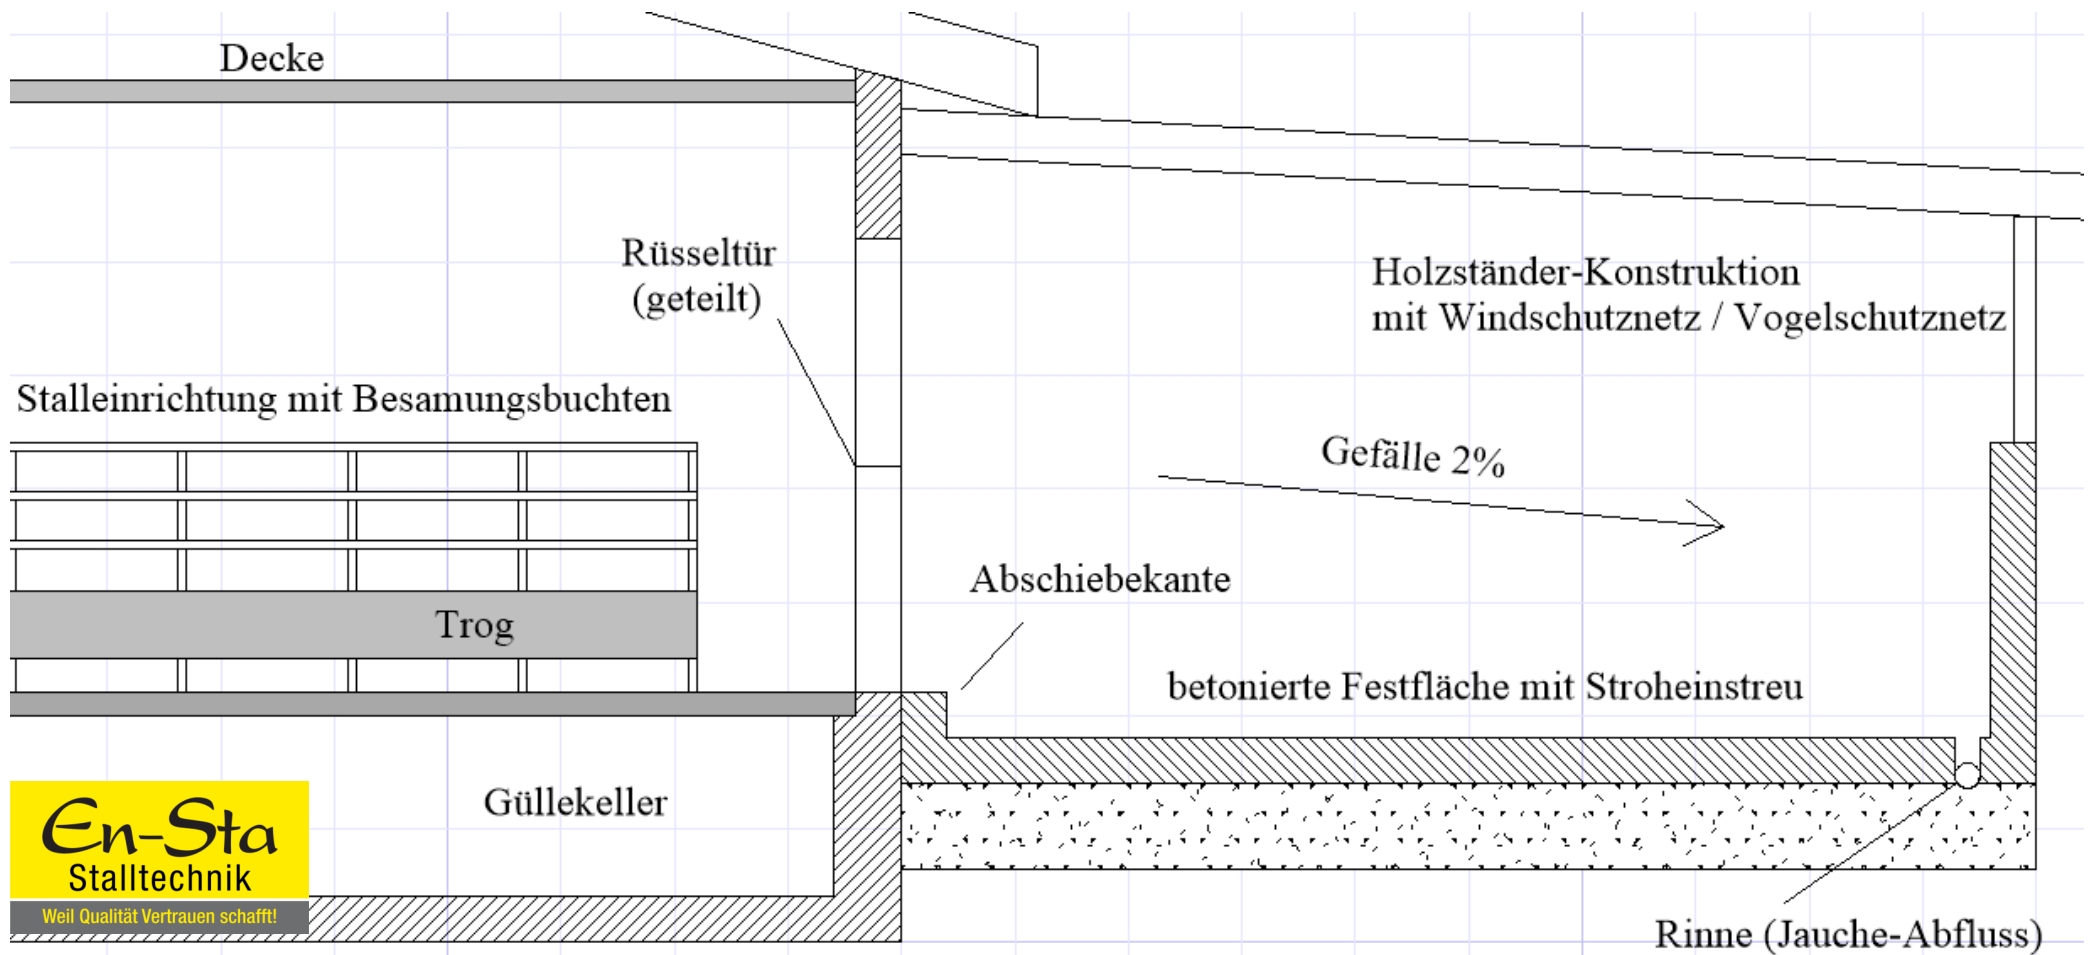 Decke
Rüsseltür
(geteilt)
Holzständer-Konstruktion
mit Windschutznetz / Vogelschutznetz
Stalleinrichtung mit Besamungsbuchten
Gefälle 2%
Abschiebekante
Trog
betonierte Festfläche mit Stroheinstreu
Güllekeller
En-Sta
Stalltechnik
Weil Qualität Vertrauen schafft!
Rinne (Jauche-Abfluss)